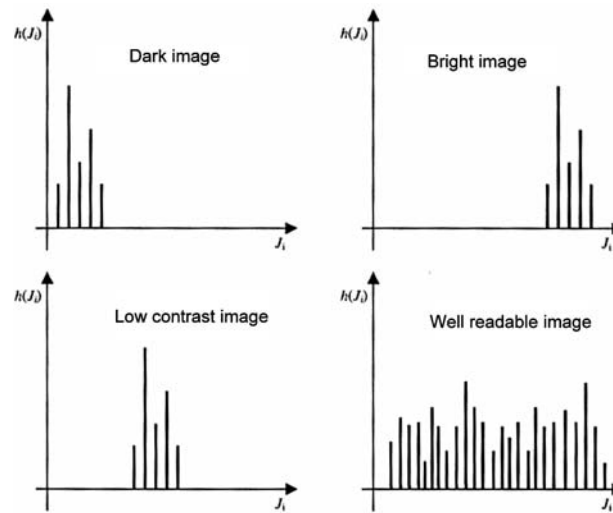 h(Jᵢ)
Dark image
Jᵢ
h(Jᵢ)
Bright image
Jᵢ
h(Jᵢ)
Low contrast image
Jᵢ
h(Jᵢ)
Well readable image
Jᵢ